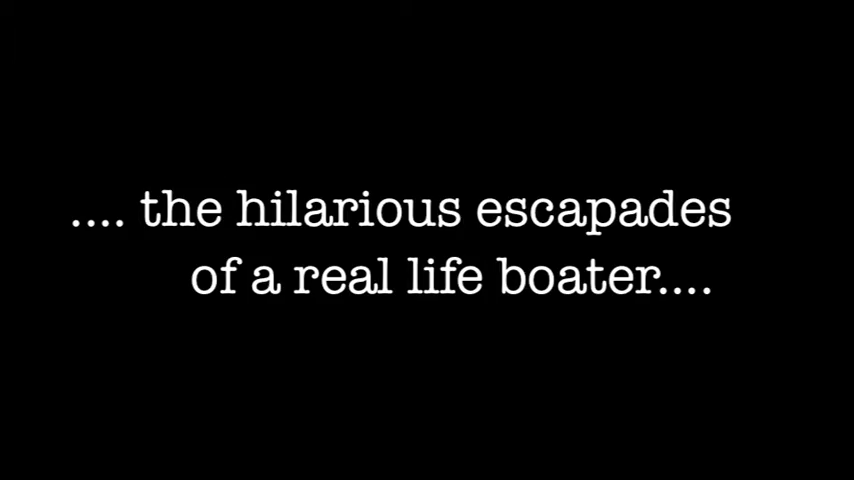 .... the hilarious escapades
of a real life boater....